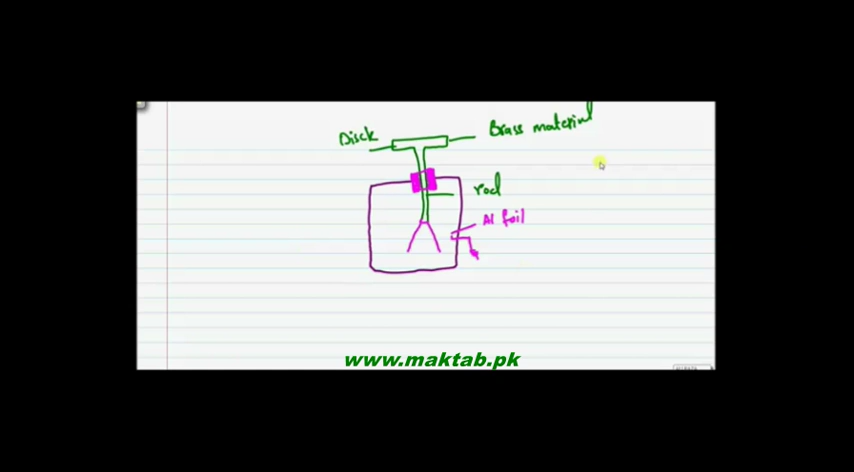 Disck
Brass material
rod
Al foil
www.maktab.pk